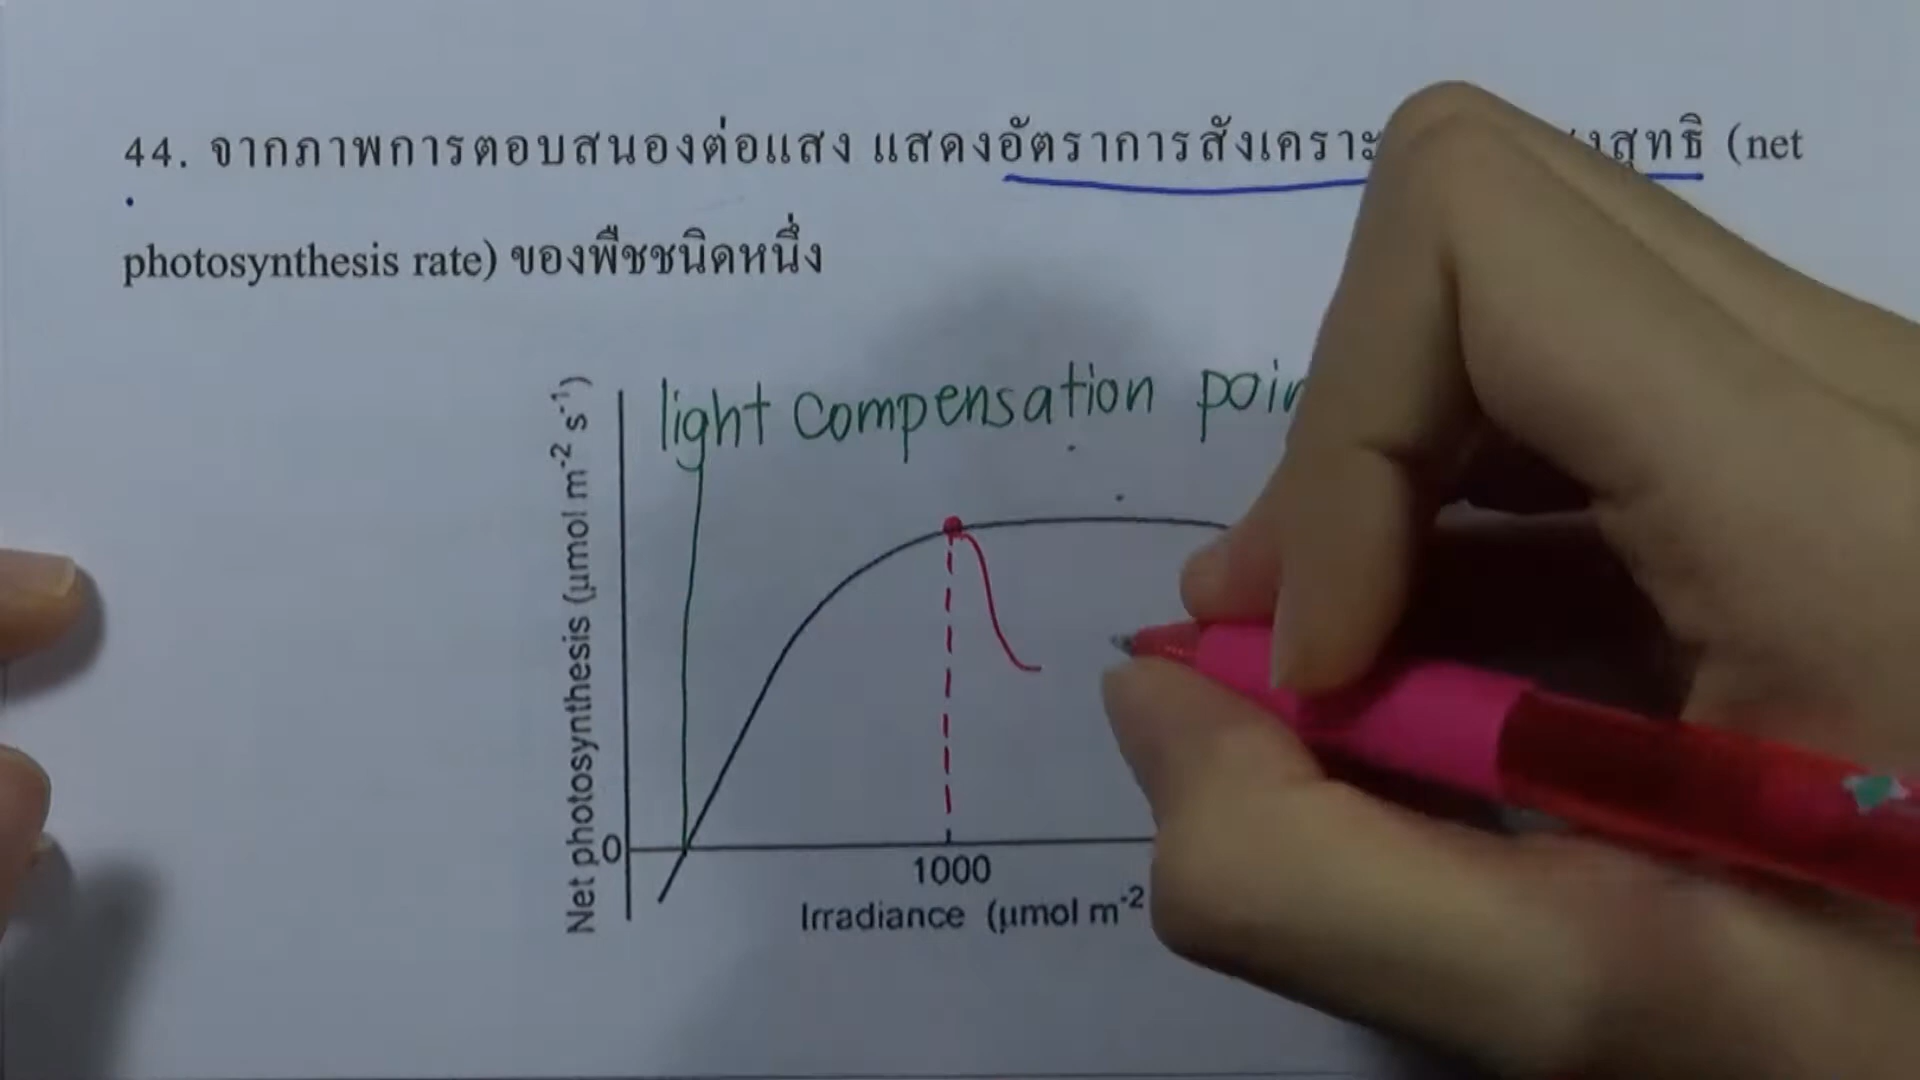 44. จากภาพการตอบสนองต่อแสง แสดงอัตราการสังเคราะ สุทธิ (net
photosynthesis rate) ของพืชชนิดหนึ่ง
light compensation
Net photosynthesis (μmol m-2 s-1)
0
1000
Irradiance (μmol m-2